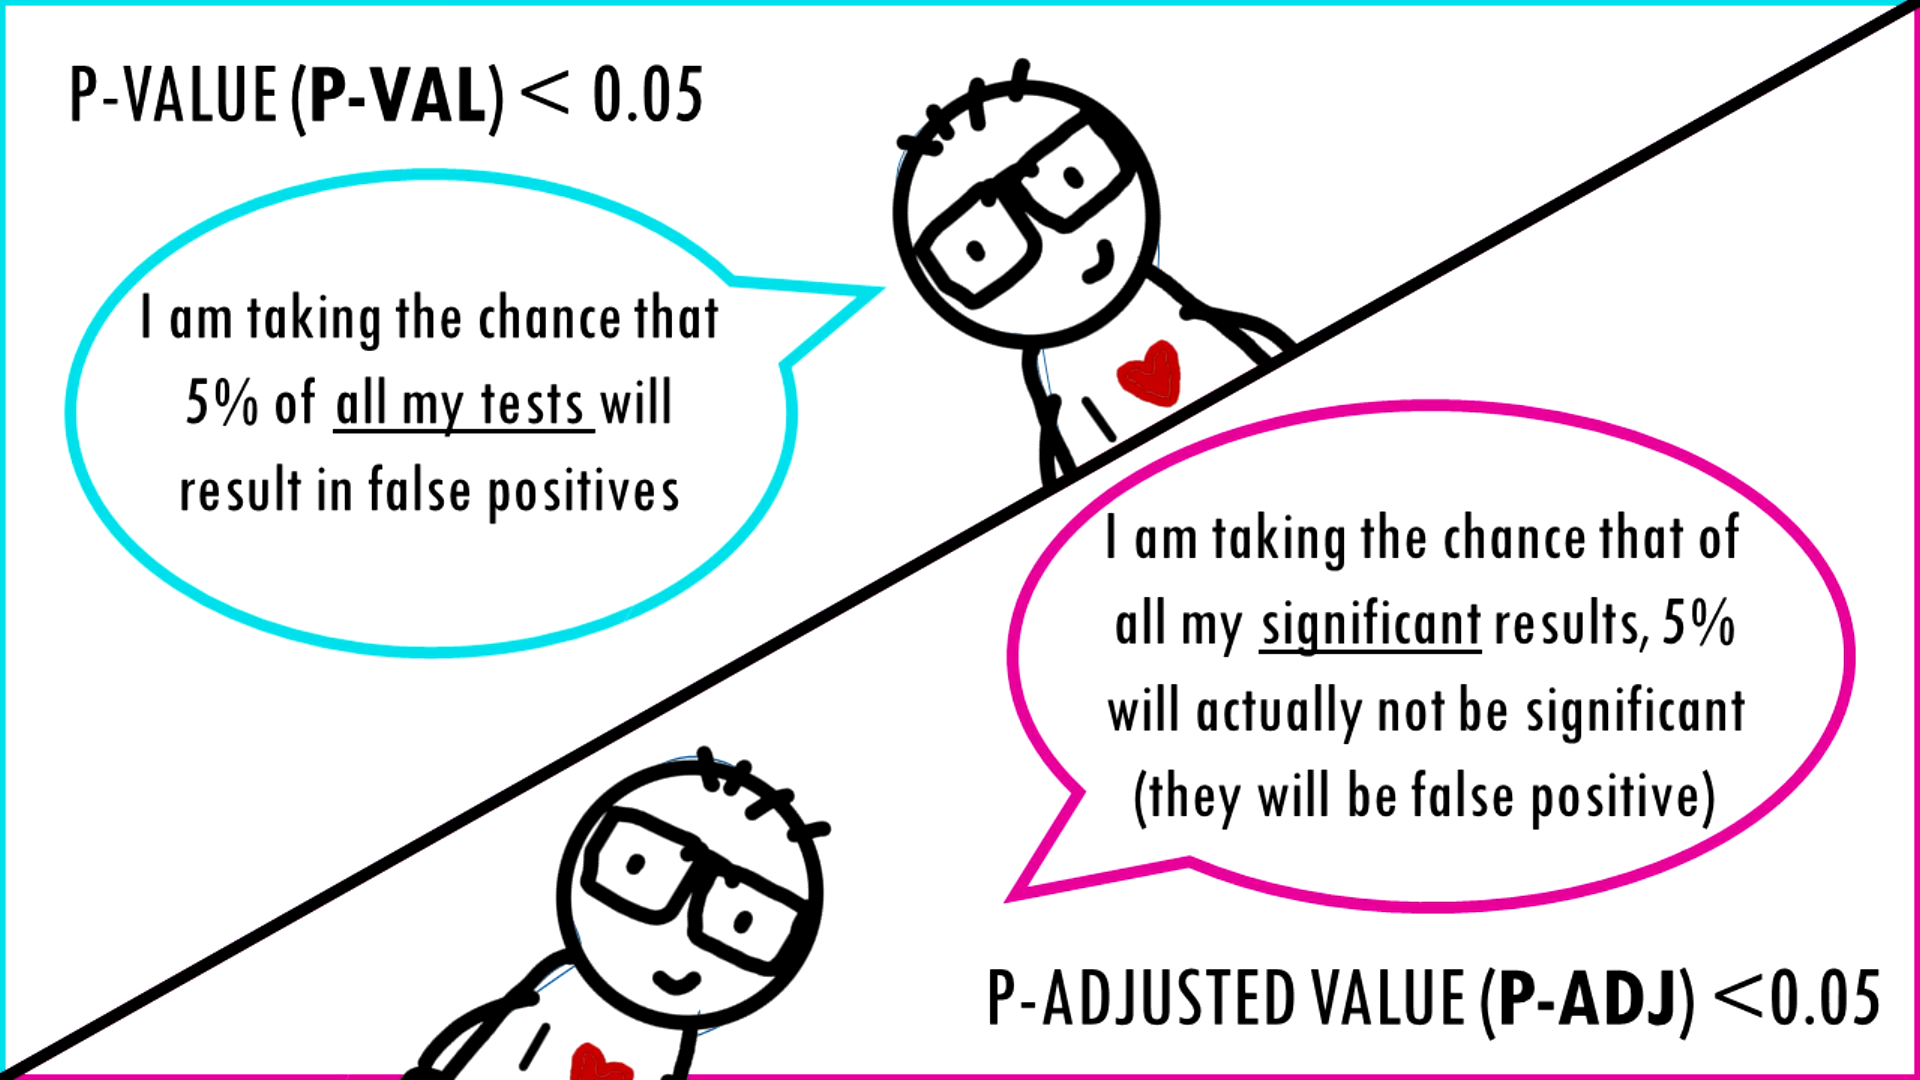 P-VALUE (P-VAL) < 0.05
I am taking the chance that
5% of all my tests will
result in false positives
I am taking the chance that of
all my significant results, 5%
will actually not be significant
(they will be false positive)
P-ADJUSTED VALUE (P-ADJ) <0.05